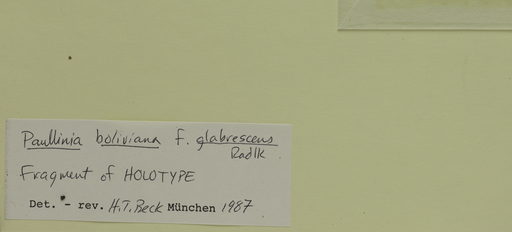 Paullinia boliviana f. glabrescens
Radlk.
Fragment of HOLOTYPE
Det. - rev. H.T. Beck München 1987